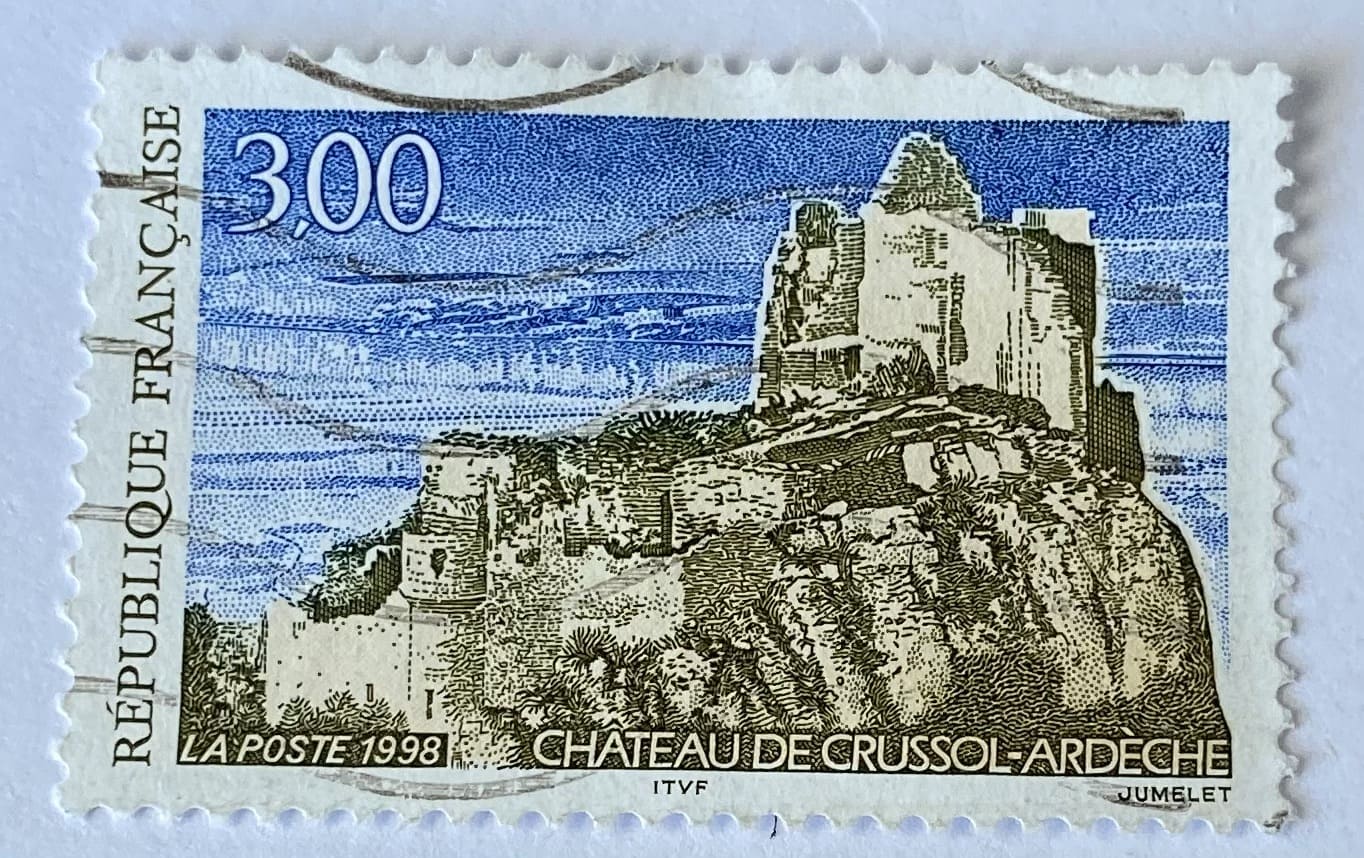 RÉPUBLIQUE FRANÇAISE
3,00
LA POSTE 1998
CHÂTEAU DE CRUSSOL-ARDÈCHE
ITVF
JUMELET